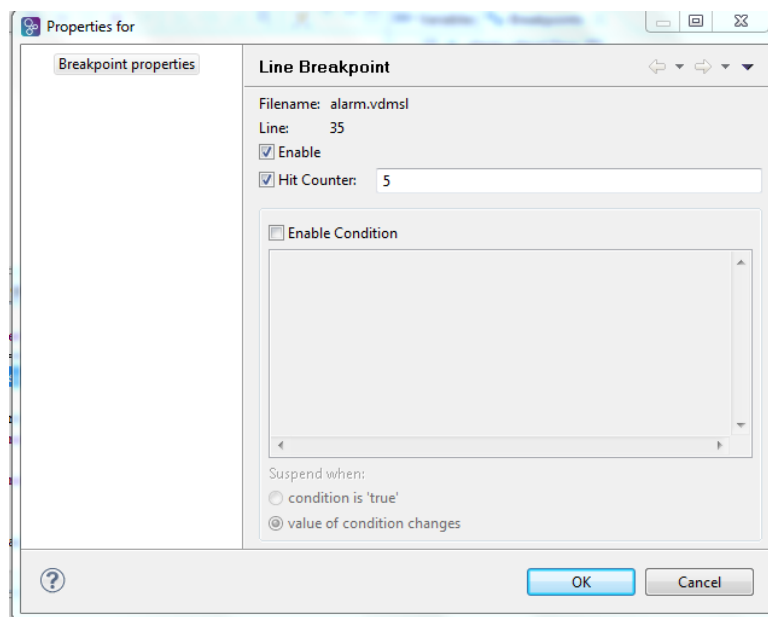 Properties for
Breakpoint properties
Line Breakpoint
Filename: alarm.vdmsl
Line: 35
Enable
Hit Counter: 5
Enable Condition
Suspend when:
condition is 'true'
value of condition changes
?
OK
Cancel